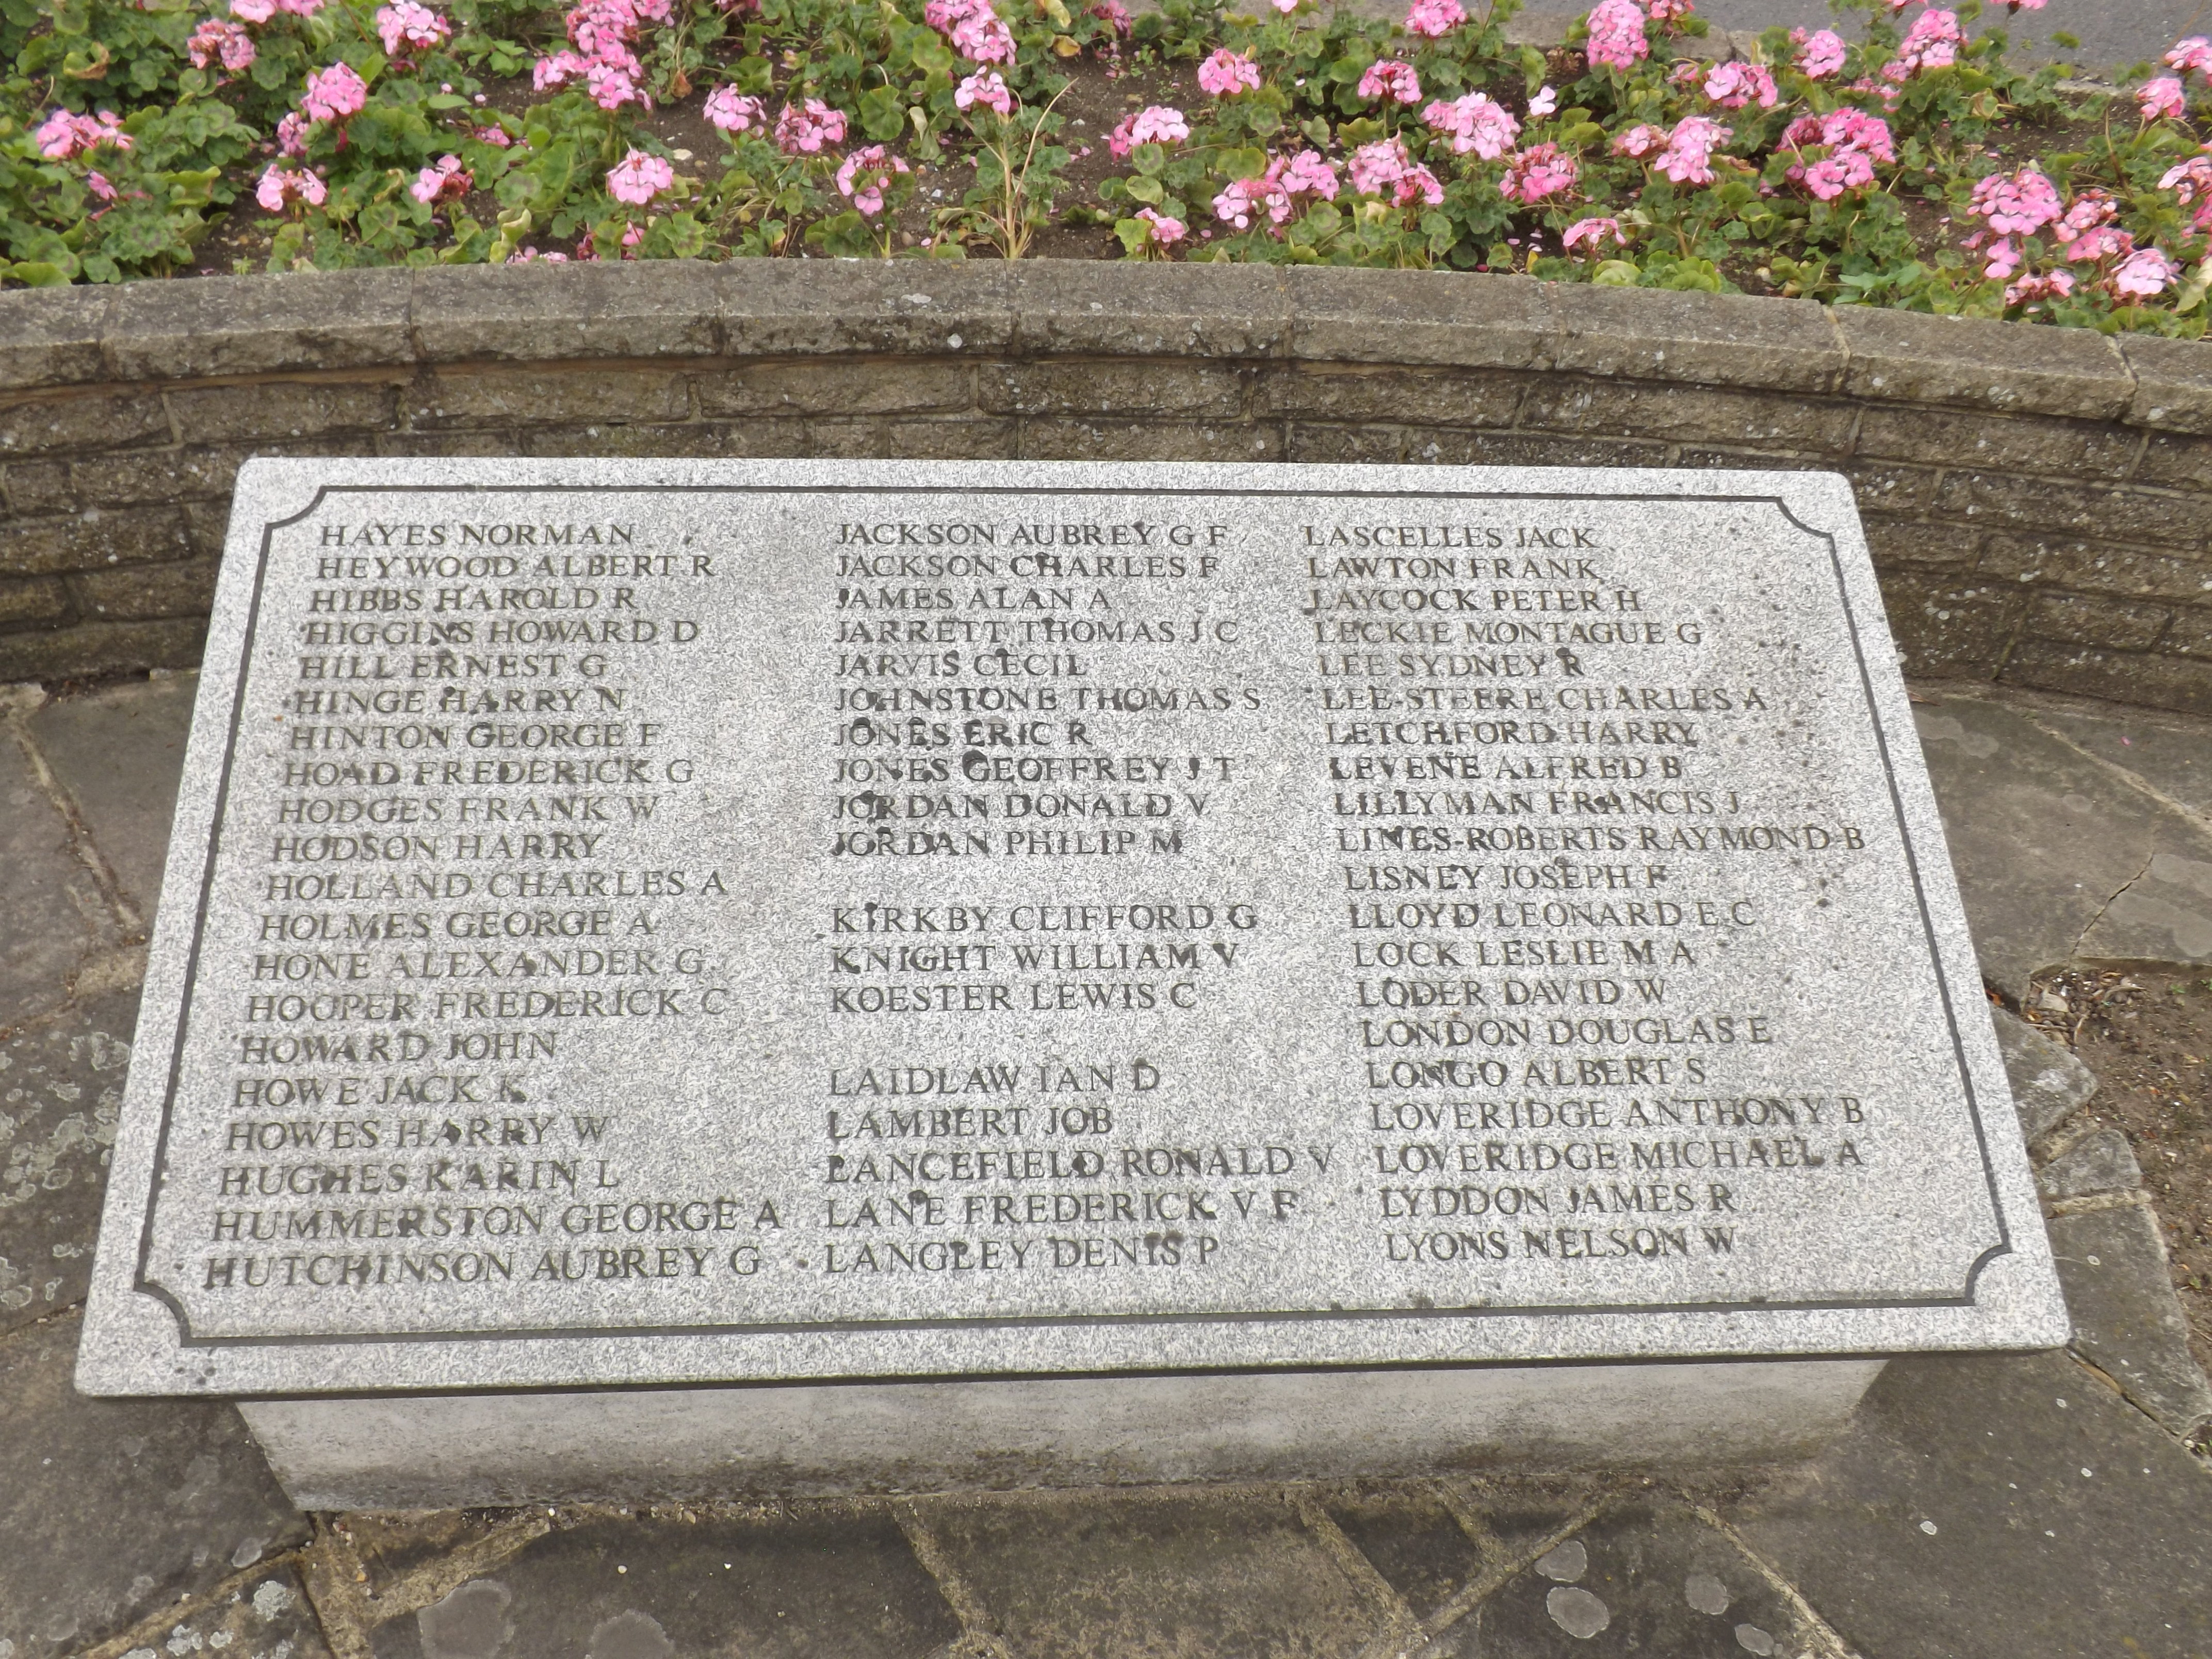 HAYES NORMAN
HEYWOOD ALBERT R
HIBBS HAROLD R
HIGGINS HOWARD D
HILL ERNEST G
HINGE HARRY N
HINTON GEORGE F
HOAD FREDERICK G
HODGES FRANK W
HODSON HARRY
HOLLAND CHARLES A
HOLMES GEORGE A
HONE ALEXANDER G
HOOPER FREDERICK C
HOWARD JOHN
HOWE JACK K
HOWES HARRY W
HUGHES KARIN L
HUMMERSTON GEORGE A
HUTCHINSON AUBREY G
JACKSON AUBREY G F
JACKSON CHARLES F
JAMES ALAN A
JARRETT THOMAS J C
JARVIS CECIL
JOHNSTONE THOMAS S
JONES ERIC R
JONES GEOFFREY J T
JORDAN DONALD V
JORDAN PHILIP M
KIRKBY CLIFFORD G
KNIGHT WILLIAM V
KOESTER LEWIS C
LAIDLAW IAN D
LAMBERT JOB
LANCEFIELD RONALD V
LANE FREDERICK V F
LANGLEY DENIS P
LASCELLES JACK
LAWTON FRANK
LAYCOCK PETER H
LECKIE MONTAGUE G
LEE SYDNEY R
LEE-STEERE CHARLES A
LETCHFORD HARRY
LEVENE ALFRED B
LILLYMAN FRANCIS J
LINES-ROBERTS RAYMOND B
LISNEY JOSEPH F
LLOYD LEONARD E C
LOCK LESLIE M A
LODER DAVID W
LONDON DOUGLAS E
LONGO ALBERT S
LOVERIDGE ANTHONY B
LOVERIDGE MICHAEL A
LYDDON JAMES R
LYONS NELSON W